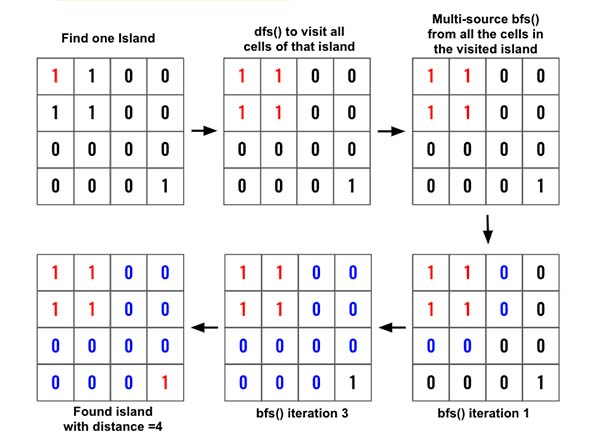 Find one Island
1 1 0 0
1 1 0 0
0 0 0 0
0 0 0 1
dfs() to visit all
cells of that island
1 1 0 0
1 1 0 0
0 0 0 0
0 0 0 1
Multi-source bfs()
from all the cells in
the visited island
1 1 0 0
1 1 0 0
0 0 0 0
0 0 0 1
1 1 0 0
1 1 0 0
0 0 0 0
0 0 0 1
bfs() iteration 1
1 1 0 0
1 1 0 0
0 0 0 0
0 0 0 1
bfs() iteration 3
1 1 0 0
1 1 0 0
0 0 0 0
0 0 0 1
Found island
with distance =4